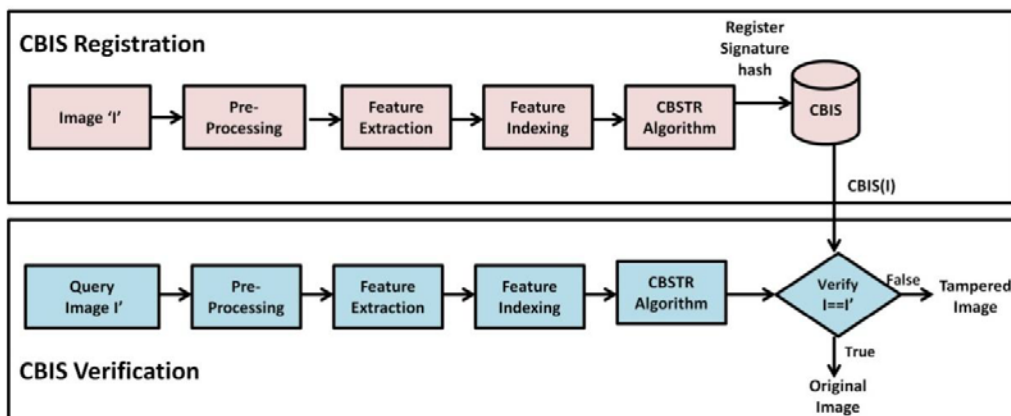 CBIS Registration
Register
Signature
hash
Image ‘I’
Pre-
Processing
Feature
Extraction
Feature
Indexing
CBSTR
Algorithm
CBIS
CBIS(I)
Query
Image I’
Pre-
Processing
Feature
Extraction
Feature
Indexing
CBSTR
Algorithm
Verify
I==I’
False
Tampered
Image
True
Original
Image
CBIS Verification